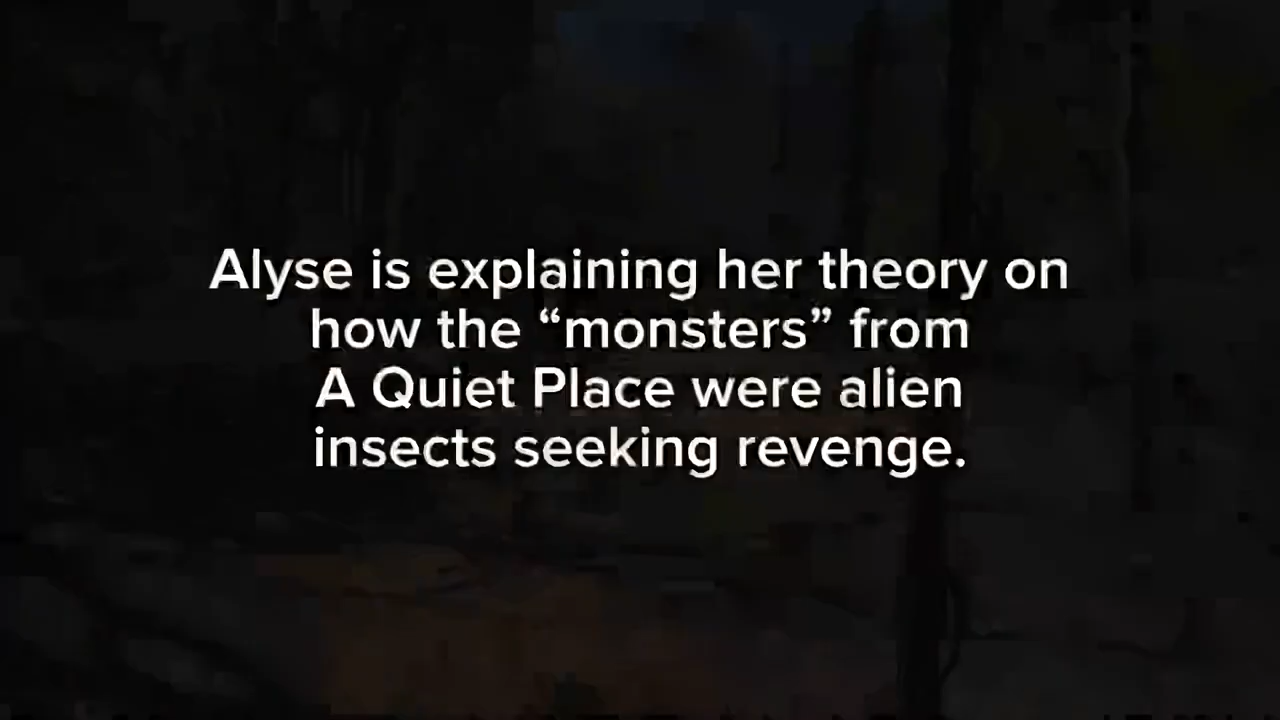 Alyse is explaining her theory on
how the “monsters” from
A Quiet Place were alien
insects seeking revenge.